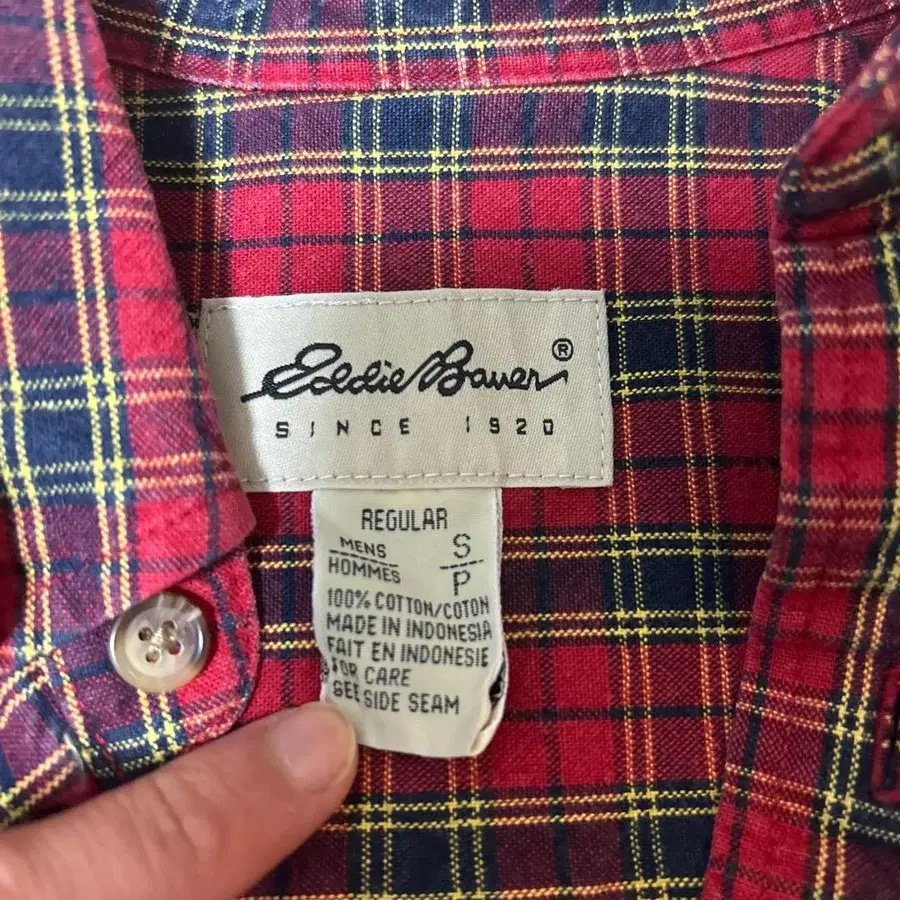 Eddie Bauer ®
SINCE 1920
REGULAR
MENS S
HOMMES P
100% COTTON/COTON
MADE IN INDONESIA
FAIT EN INDONESIE
FOR CARE
SEE SIDE SEAM